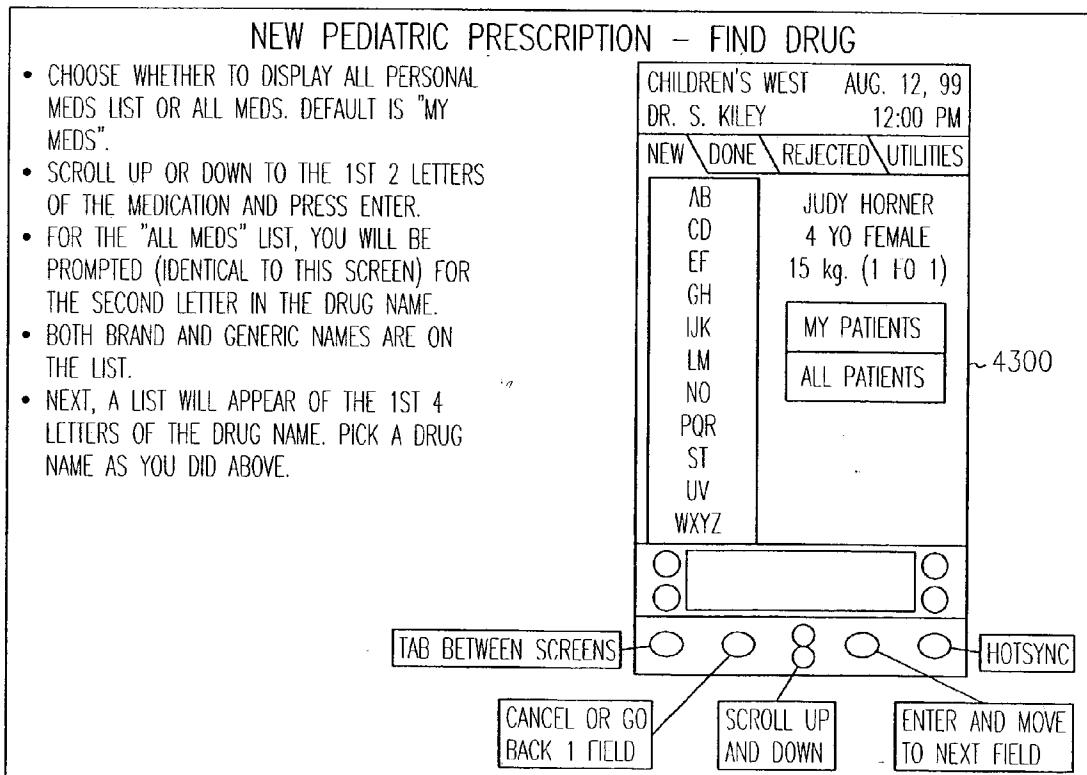 NEW PEDIATRIC PRESCRIPTION – FIND DRUG
• CHOOSE WHETHER TO DISPLAY ALL PERSONAL
MEDS LIST OR ALL MEDS. DEFAULT IS "MY
MEDS".
• SCROLL UP OR DOWN TO THE 1ST 2 LETTERS
OF THE MEDICATION AND PRESS ENTER.
• FOR THE "ALL MEDS" LIST, YOU WILL BE
PROMPTED (IDENTICAL TO THIS SCREEN) FOR
THE SECOND LETTER IN THE DRUG NAME.
• BOTH BRAND AND GENERIC NAMES ARE ON
THE LIST.
• NEXT, A LIST WILL APPEAR OF THE 1ST 4
LETTERS OF THE DRUG NAME. PICK A DRUG
NAME AS YOU DID ABOVE.
CHILDREN'S WEST AUG. 12, 99
DR. S. KILEY 12:00 PM
NEW DONE REJECTED UTILITIES
AB
CD
EF
GH
IJK
LM
NO
PQR
ST
UV
WXYZ
JUDY HORNER
4 YO FEMALE
15 kg. (1 TO 1)
MY PATIENTS
ALL PATIENTS
4300
TAB BETWEEN SCREENS
HOTSYNC
CANCEL OR GO
BACK 1 FIELD
SCROLL UP
AND DOWN
ENTER AND MOVE
TO NEXT FIELD